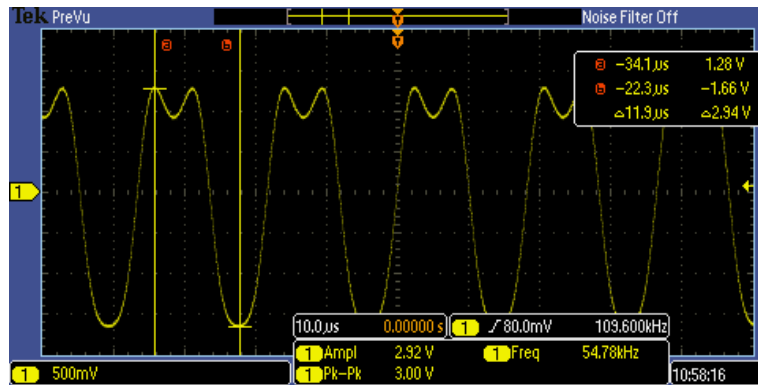 Tek PreVu Noise Filter Off
T
T
a b
a −34.1µs 1.28 V
b −22.3µs −1.66 V
△11.9µs △2.94 V
1
10.0µs 0.00000 s 1 ƒ 80.0mV 109.600kHz
1 Ampl 2.92 V 1 Freq 54.78kHz
1 Pk−Pk 3.00 V
1 500mV 10:58:16